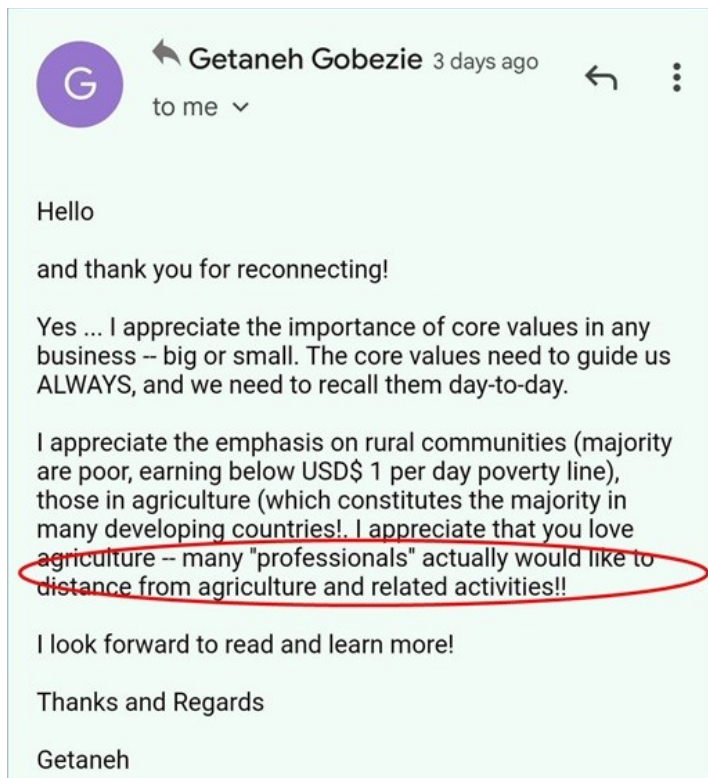 G
Getaneh Gobezie 3 days ago
to me
Hello
and thank you for reconnecting!
Yes ... I appreciate the importance of core values in any
business -- big or small. The core values need to guide us
ALWAYS, and we need to recall them day-to-day.
I appreciate the emphasis on rural communities (majority
are poor, earning below USD$ 1 per day poverty line),
those in agriculture (which constitutes the majority in
many developing countries!. I appreciate that you love
agriculture -- many "professionals" actually would like to
distance from agriculture and related activities!!
I look forward to read and learn more!
Thanks and Regards
Getaneh